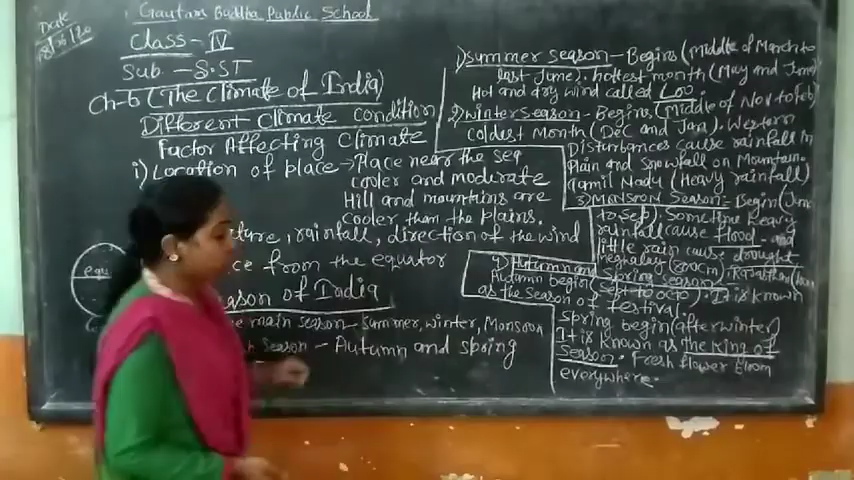 Date
Gautam Buddha Public School
Class - IV
Sub - S.ST
Ch-6 (The Climate of India)
Different Climate condition
Factor Affecting Climate
i) Location of place → Place near the sea
cooler and moderate
Hill and mountains are
cooler than the plains.
ture, rainfall, direction of the wind
ce from the equator
equ
ason of India
main season - Summer, winter, Monsoon
Season - Autumn and spring
1) Summer Season - Begins (Middle of March to
last June). hottest month (May and June)
Hot and dry wind called Loo
2) Winter Season - Begins (Middle of Nov to feb)
coldest Month (Dec and Jan). Western
Disturbances cause rainfall in
Plain and Snowfall on Mountain.
Tamil Nadu (Heavy rainfall)
3) Monsoon Season:- Begin (June
to sep). Sometime Heavy
rainfall cause flood and
little rain cause drought
Meghalay (800cm). Rajasthan
4) Autumn and Spring season -
Autumn begin (Sept to oct). It is known
as the season of festival.
Spring begin (after winter)
It is known as the king of
Season. Fresh flower bloom
everywhere.